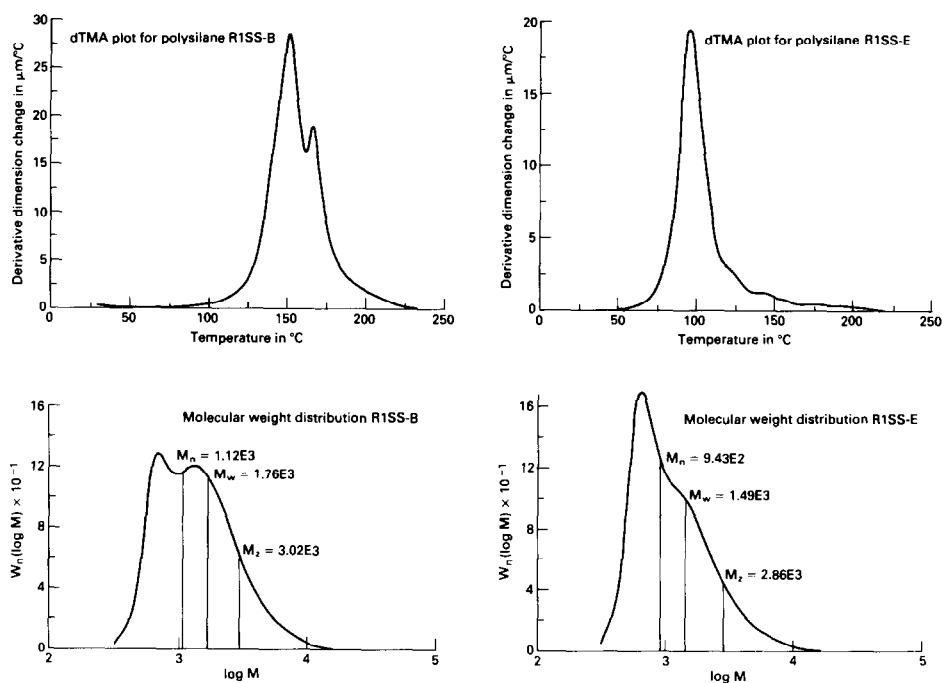 dTMA plot for polysilane R1SS-B
Derivative dimension change in μm/°C
30
25
20
15
10
5
0
0 50 100 150 200 250
Temperature in °C
dTMA plot for polysilane R1SS-E
Derivative dimension change in μm/°C
20
15
10
5
0
0 50 100 150 200 250
Temperature in °C
Molecular weight distribution R1SS-B
Wn(log M) × 10⁻¹
16
12
8
4
0
Mn = 1.12E3
Mw = 1.76E3
Mz = 3.02E3
2 3 4 5
log M
Molecular weight distribution R1SS-E
Wn(log M) × 10⁻¹
16
12
8
4
0
Mn = 9.43E2
Mw = 1.49E3
Mz = 2.86E3
2 3 4 5
log M